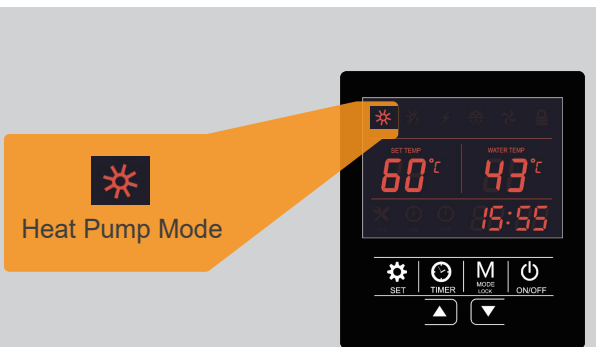 Heat Pump Mode
SET TEMP WATER TEMP
60°C 43°C
15:55
SET TIMER M MODE LOCK ON/OFF